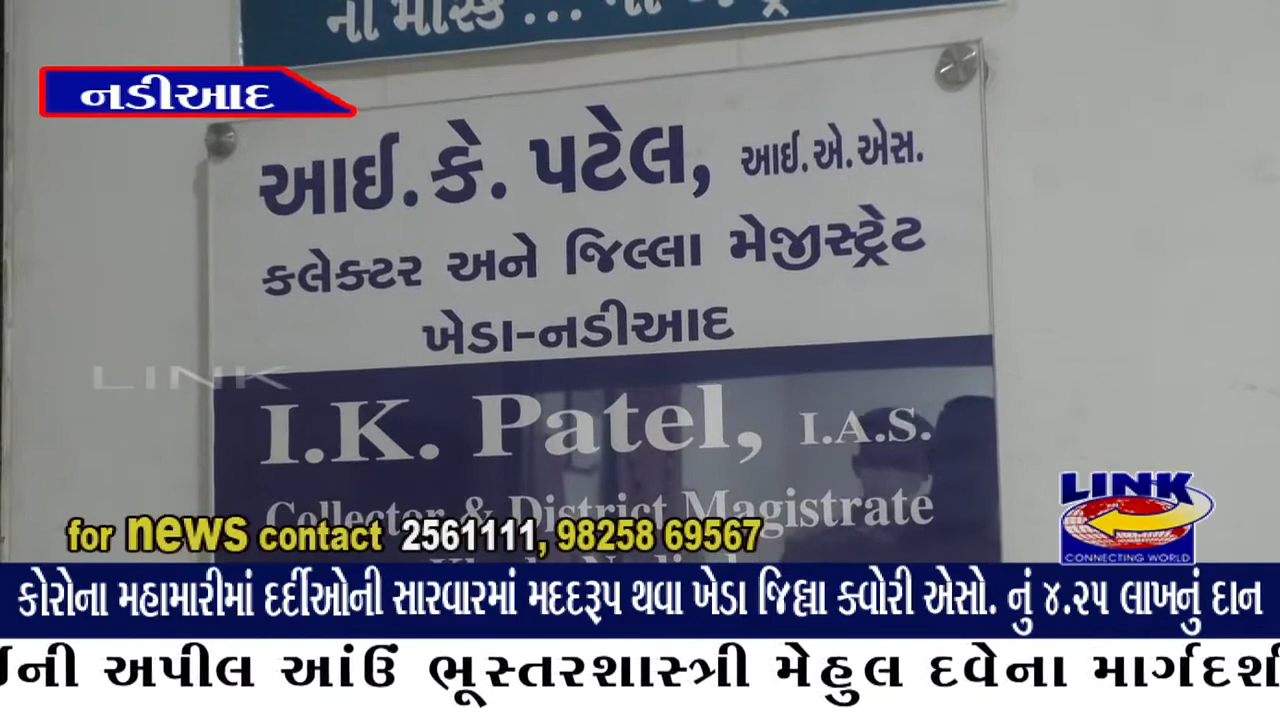 નો માસ્ક...
નડીઆદ
આઈ.કે. પટેલ, આઈ.એ.એસ.
કલેક્ટર અને જિલ્લા મેજીસ્ટ્રેટ
ખેડા-નડીઆદ
LINK
I.K. Patel, I.A.S.
Collector & District Magistrate
for news contact 2561111, 98258 69567
LINK
CONNECTING WORLD
કોરોના મહામારીમાં દર્દીઓની સારવારમાં મદદરૂપ થવા ખેડા જિલ્લા ક્વોરી એસો. નું ૪.૨૫ લાખનું દાન
ની અપીલ આંઉં ભૂસ્તરશાસ્ત્રી મેહુલ દવેના માર્ગદર્શ